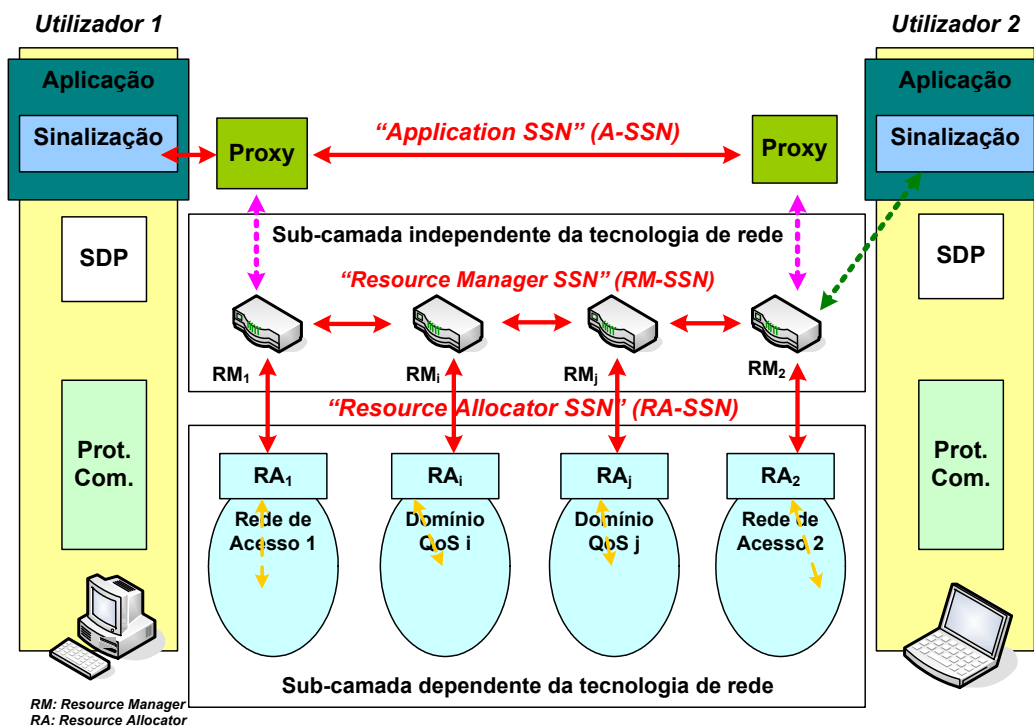 Utilizador 1
Utilizador 2
Aplicação
Aplicação
Sinalização
“Application SSN” (A-SSN)
Sinalização
Proxy
Proxy
SDP
Sub-camada independente da tecnologia de rede
SDP
“Resource Manager SSN” (RM-SSN)
RM1
RMi
RMj
RM2
“Resource Allocator SSN” (RA-SSN)
Prot.
Com.
RA1
RAi
RAj
RA2
Prot.
Com.
Rede de
Acesso 1
Domínio
QoS i
Domínio
QoS j
Rede de
Acesso 2
Sub-camada dependente da tecnologia de rede
RM: Resource Manager
RA: Resource Allocator